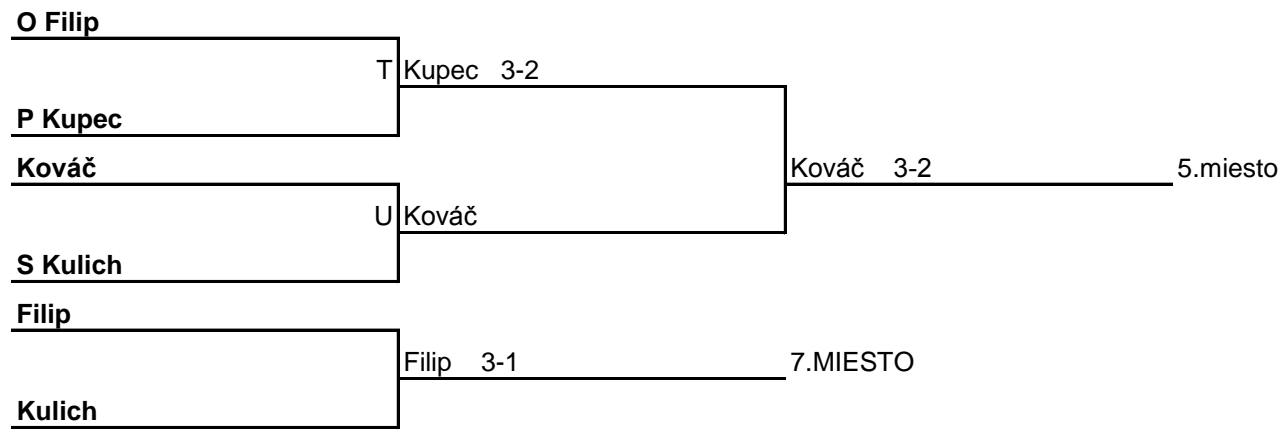 O Filip
T Kupec 3-2
P Kupec
Kováč
Kováč 3-2 5.miesto
U Kováč
S Kulich
Filip
Filip 3-1 7.MIESTO
Kulich